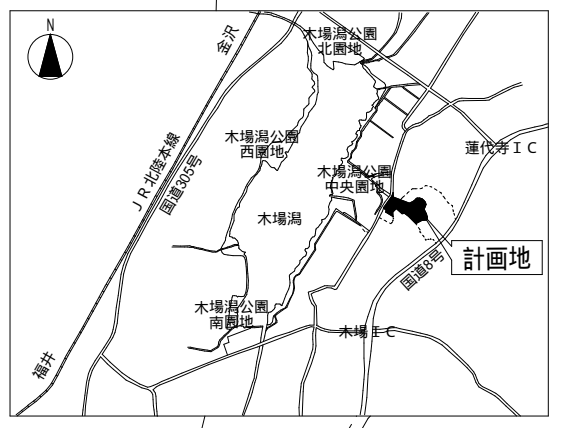 N
金沢
木場潟公園
北園地
木場潟公園
西園地
蓮代寺ＩＣ
木場潟公園
中央園地
ＪＲ北陸本線
国道305号
木場潟
計画地
国道8号
木場潟公園
南園地
木場ＩＣ
福井